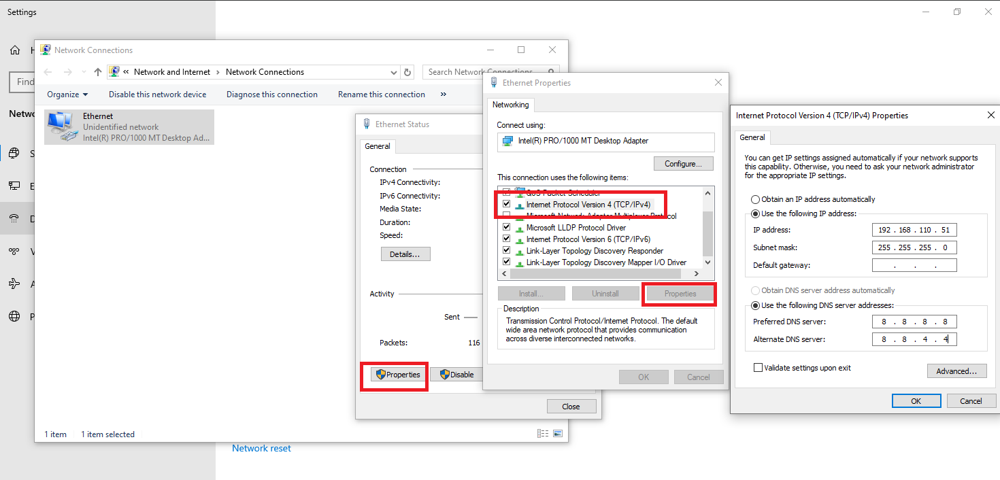 Settings
Network Connections
« Network and Internet › Network Connections
Search Network Connections
Find
Organize
Disable this network device
Diagnose this connection
Rename this connection
»
Ethernet
Unidentified network
Intel(R) PRO/1000 MT Desktop Ad...
1 item
1 item selected
Network reset
Ethernet Status
General
Connection
IPv4 Connectivity:
IPv6 Connectivity:
Media State:
Duration:
Speed:
Details...
Activity
Sent
Packets:
116
Properties
Disable
Close
Ethernet Properties
Networking
Connect using:
Intel(R) PRO/1000 MT Desktop Adapter
Configure...
This connection uses the following items:
QoS Packet Scheduler
Internet Protocol Version 4 (TCP/IPv4)
Microsoft Network Adapter Multiplexor Protocol
Microsoft LLDP Protocol Driver
Internet Protocol Version 6 (TCP/IPv6)
Link-Layer Topology Discovery Responder
Link-Layer Topology Discovery Mapper I/O Driver
Install...
Uninstall
Properties
Description
Transmission Control Protocol/Internet Protocol. The default
wide area network protocol that provides communication
across diverse interconnected networks.
OK
Cancel
Internet Protocol Version 4 (TCP/IPv4) Properties
General
You can get IP settings assigned automatically if your network supports
this capability. Otherwise, you need to ask your network administrator
for the appropriate IP settings.
Obtain an IP address automatically
Use the following IP address:
IP address:
192 . 168 . 110 . 51
Subnet mask:
255 . 255 . 255 . 0
Default gateway:
. . .
Obtain DNS server address automatically
Use the following DNS server addresses:
Preferred DNS server:
8 . 8 . 8 . 8
Alternate DNS server:
8 . 8 . 4 . 4
Validate settings upon exit
Advanced...
OK
Cancel